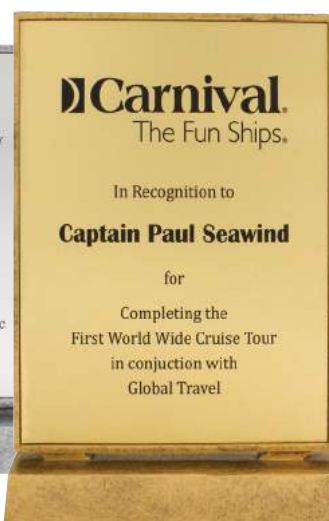 Carnival®
The Fun Ships®
In Recognition to
Captain Paul Seawind
for
Completing the
First World Wide Cruise Tour
in conjuction with
Global Travel